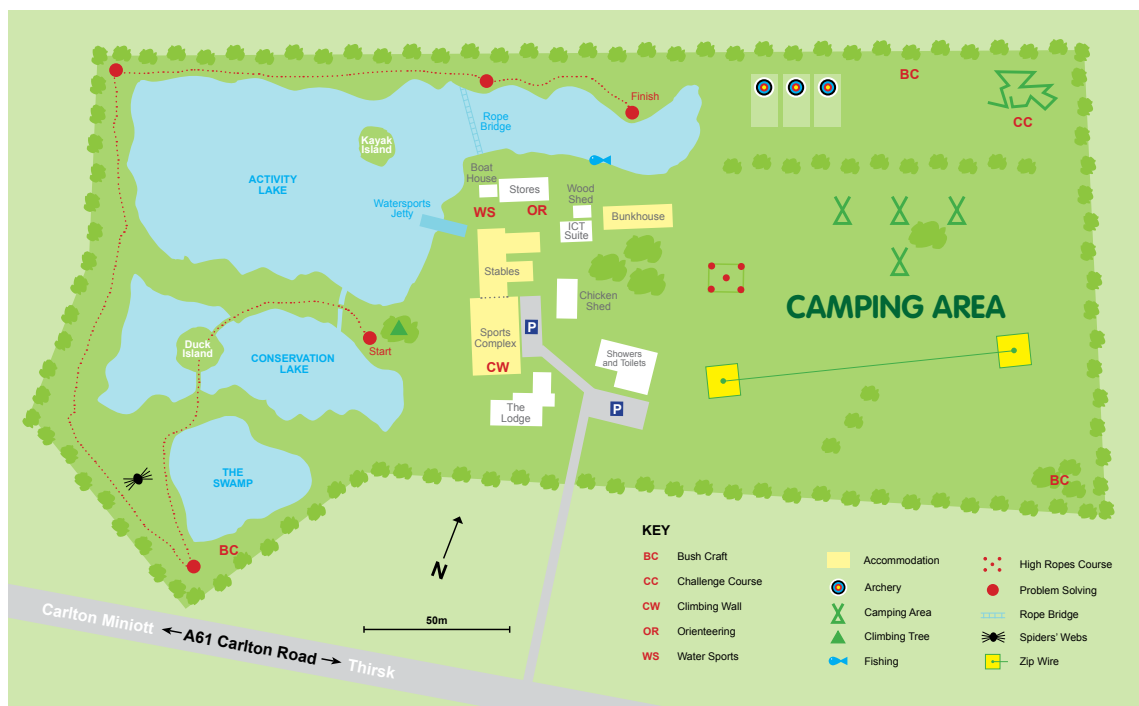 BC
CC
Finish
Rope
Bridge
Kayak
Island
ACTIVITY
LAKE
Boat
House
Stores
Wood
Shed
WS
OR
Watersports
Jetty
ICT
Suite
Bunkhouse
Stables
Chicken
Shed
CAMPING AREA
P
Sports
Complex
CW
Duck
Island
CONSERVATION
LAKE
Start
Showers
and Toilets
The
Lodge
P
THE
SWAMP
BC
BC
N
50m
Carlton Miniott
A61 Carlton Road
Thirsk
KEY
BC Bush Craft
CC Challenge Course
CW Climbing Wall
OR Orienteering
WS Water Sports
Accommodation
Archery
Camping Area
Climbing Tree
Fishing
High Ropes Course
Problem Solving
Rope Bridge
Spiders' Webs
Zip Wire